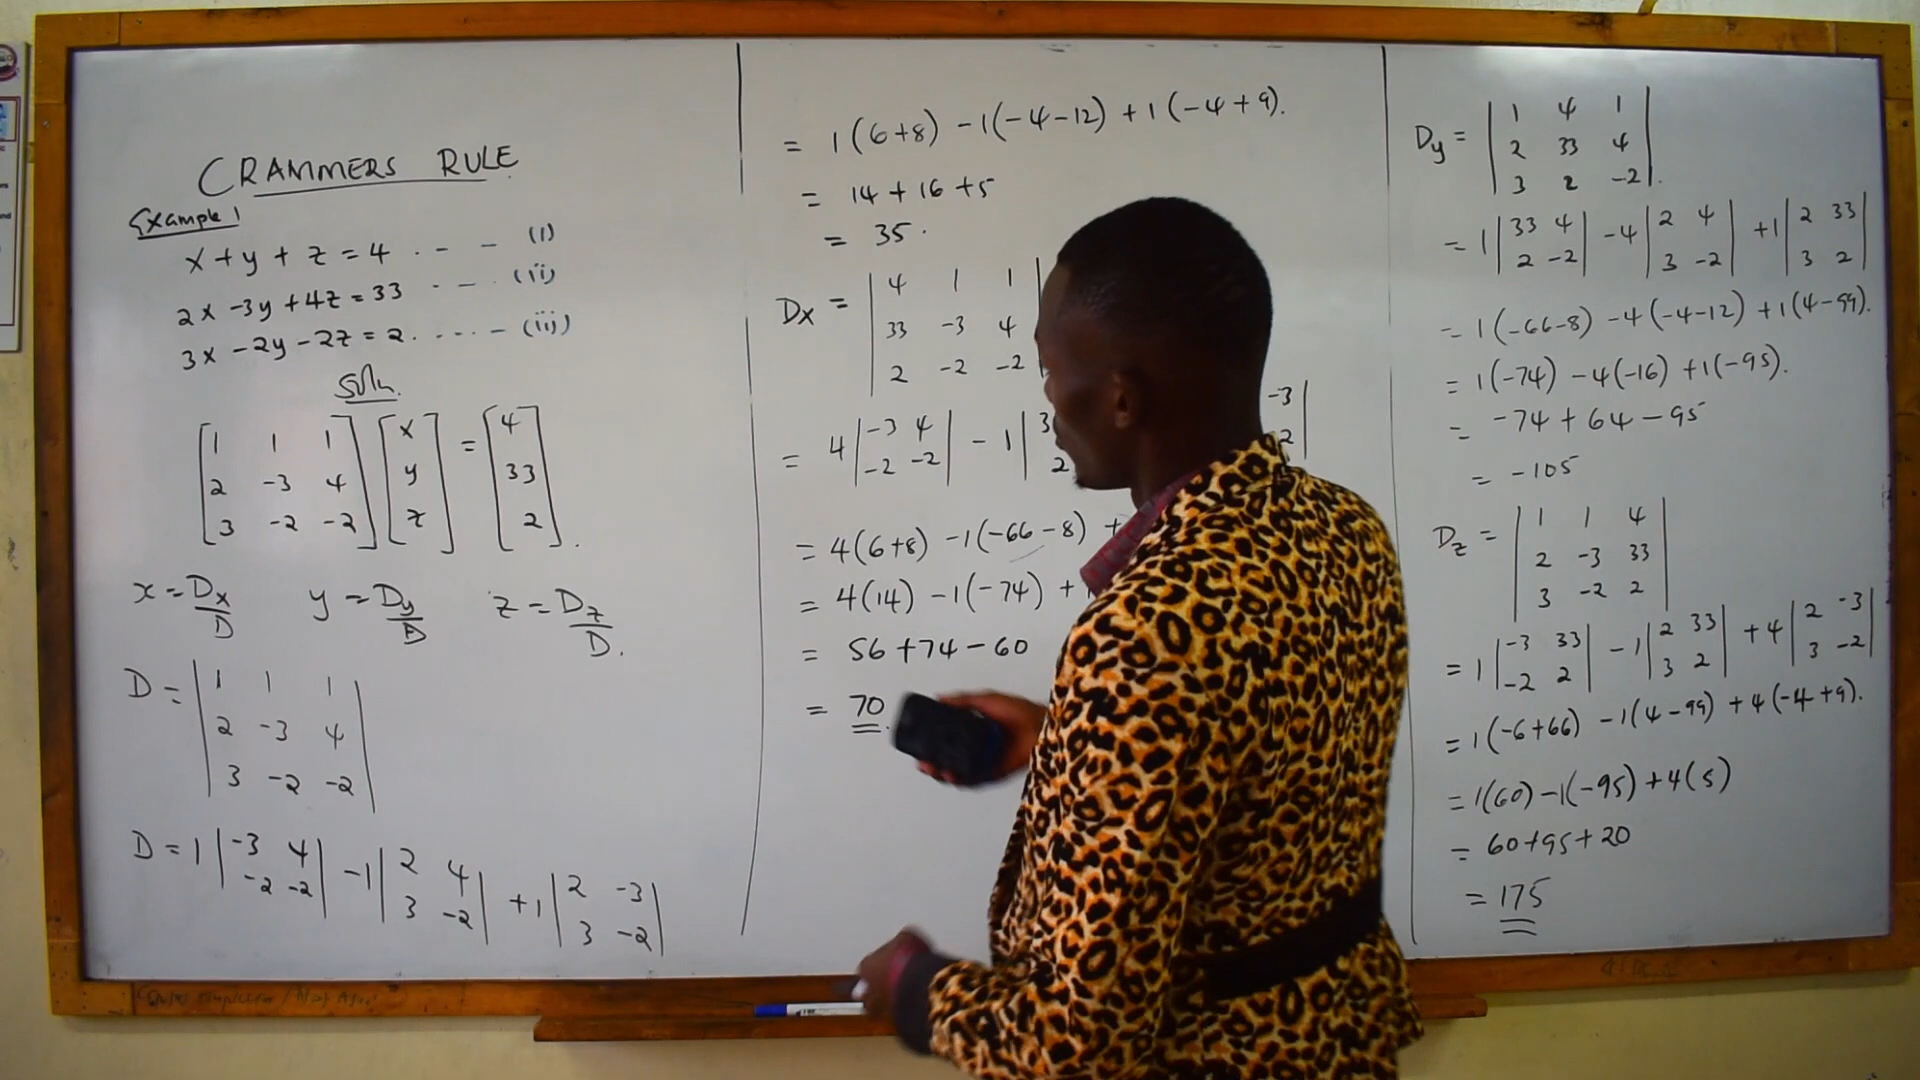 CRAMMERS RULE
Example 1
x + y + z = 4 . - - (i)
2x - 3y + 4z = 33 - - . (ii)
3x - 2y - 2z = 2 . . . . - (iii)
Soln.
[1 1 1] [x] = [4]
[2 -3 4] [y] [33]
[3 -2 -2] [z] [2] .
x = Dx/D y = Dy/D z = Dz/D.
D = |1 1 1|
|2 -3 4|
|3 -2 -2|
D = 1 |-3 4| -1 |2 4| +1 |2 -3|
|-2 -2| |3 -2| |3 -2|
= 1(6+8) -1(-4-12) +1(-4+9).
= 14 + 16 + 5
= 35 .
Dx = |4 1 1|
|33 -3 4|
|2 -2 -2|
= 4 |-3 4| - 1 |3 -3|
|-2 -2| |2 2|
= 4(6+8) -1(-66-8) +
= 4(14) -1(-74) +
= 56 + 74 - 60
= 70.
Dy = |1 4 1|
|2 33 4|
|3 2 -2|.
= 1 |33 4| -4 |2 4| +1 |2 33|
|2 -2| |3 -2| |3 2|
= 1(-66-8) -4(-4-12) +1(4-99).
= 1(-74) -4(-16) +1(-95).
= -74 + 64 - 95
= -105
Dz = |1 1 4|
|2 -3 33|
|3 -2 2|
= 1 |-3 33| -1 |2 33| +4 |2 -3|
|-2 2| |3 2| |3 -2|
= 1(-6+66) -1(4-99) +4(-4+9).
= 1(60) -1(-95) +4(5)
= 60+95+20
= 175